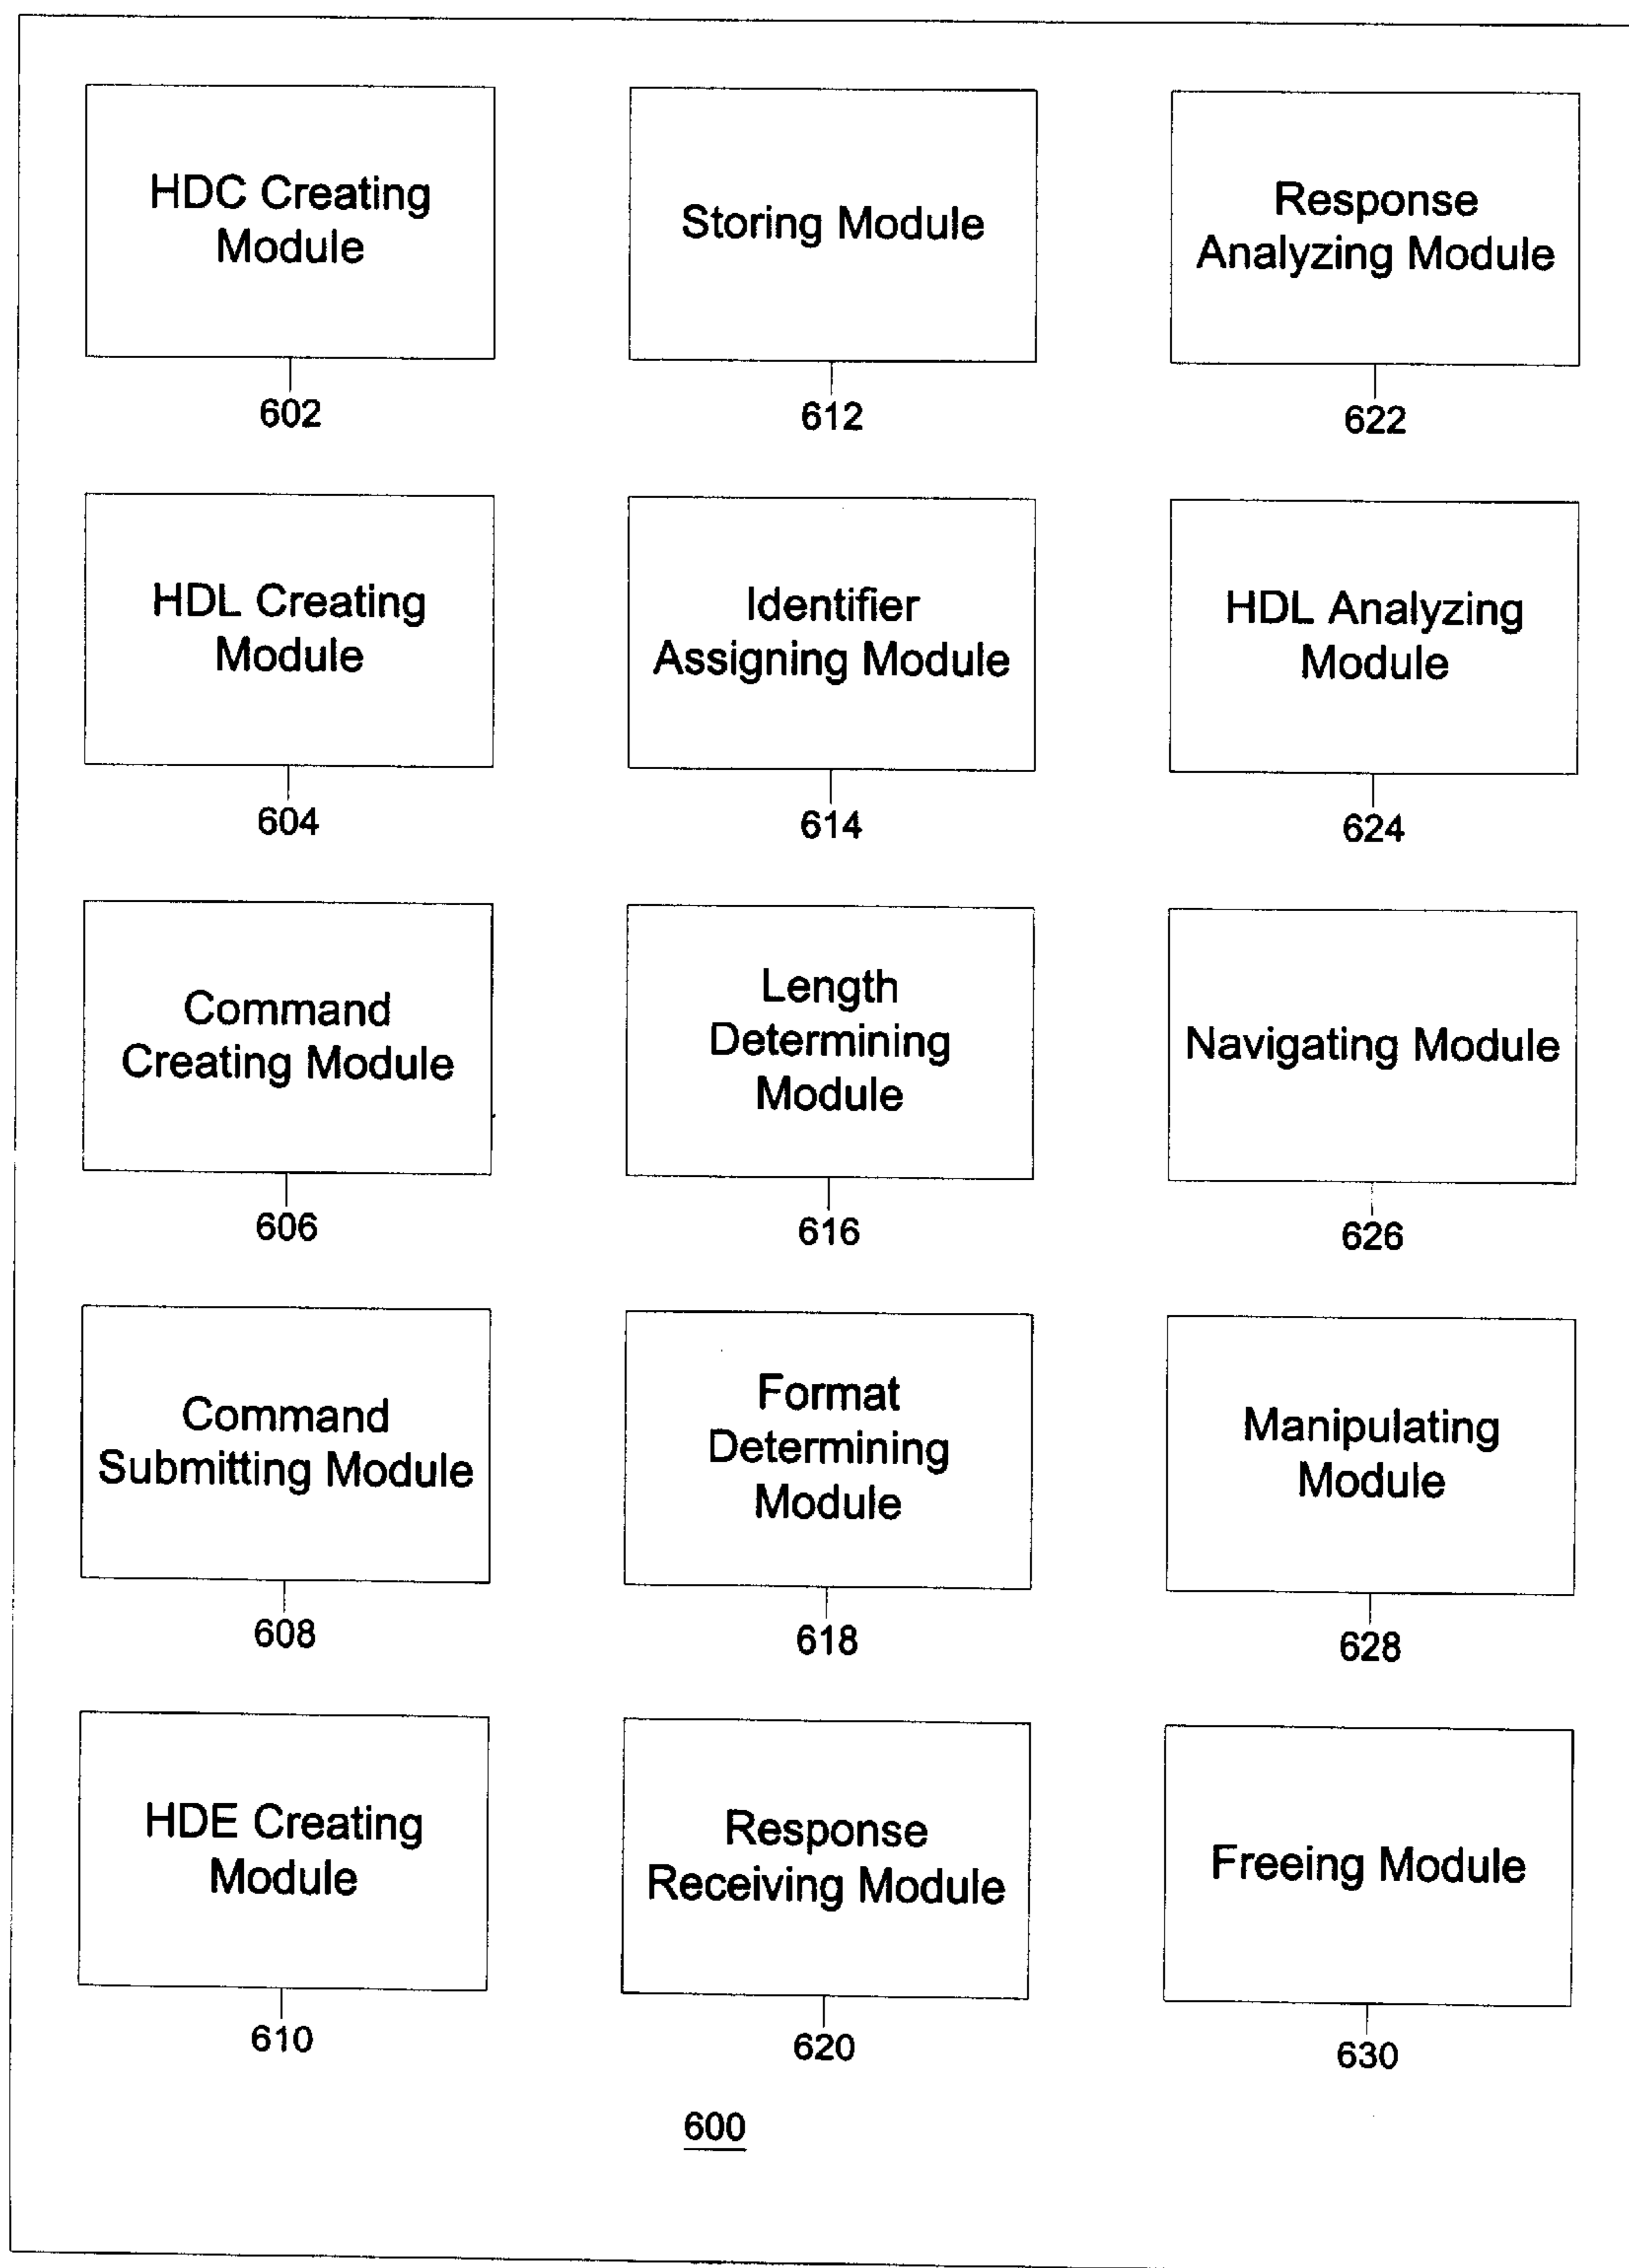 HDC Creating
Module
602
Storing Module
612
Response
Analyzing Module
622
HDL Creating
Module
604
Identifier
Assigning Module
614
HDL Analyzing
Module
624
Command
Creating Module
606
Length
Determining
Module
616
Navigating Module
626
Command
Submitting Module
608
Format
Determining
Module
618
Manipulating
Module
628
HDE Creating
Module
610
Response
Receiving Module
620
Freeing Module
630
600